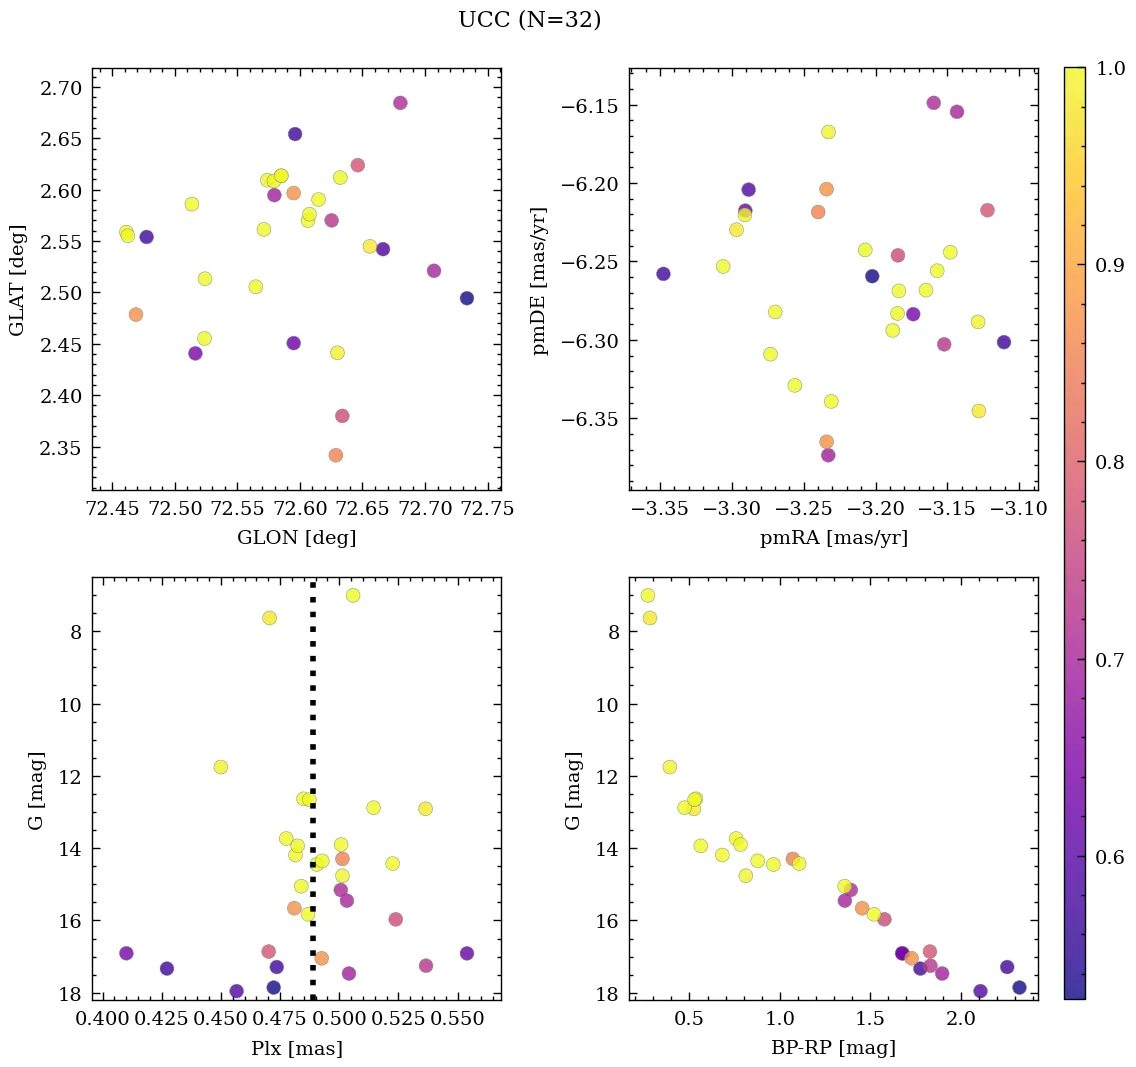 UCC (N=32)
2.70
2.65
2.60
2.55
2.50
2.45
2.40
2.35
GLAT [deg]
72.45 72.50 72.55 72.60 72.65 72.70 72.75
GLON [deg]
−6.15
−6.20
−6.25
−6.30
−6.35
pmDE [mas/yr]
−3.35 −3.30 −3.25 −3.20 −3.15 −3.10
pmRA [mas/yr]
8
10
12
14
16
18
G [mag]
0.400 0.425 0.450 0.475 0.500 0.525 0.550
Plx [mas]
8
10
12
14
16
18
G [mag]
0.5 1.0 1.5 2.0
BP-RP [mag]
1.0
0.9
0.8
0.7
0.6